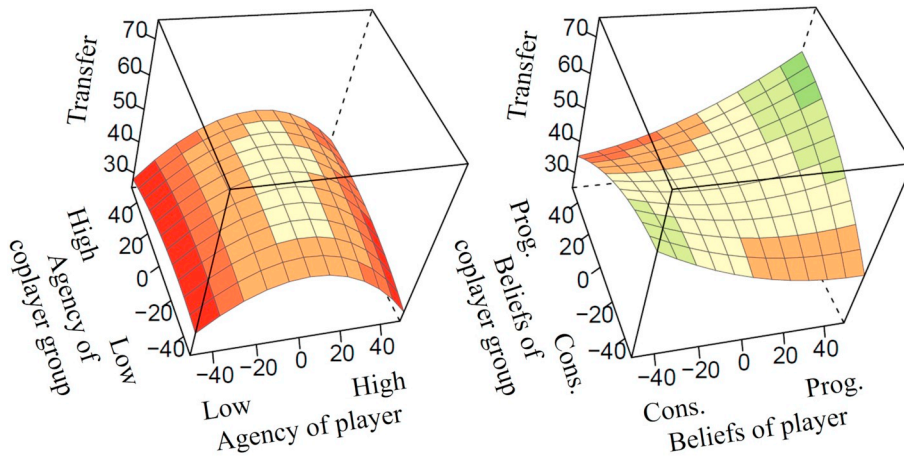 70
60
50
40
30
Transfer
40
20
0
−20
−40
High
Agency of
coplayer group
Low
−40 −20 0 20 40
Low
High
Agency of player
70
60
50
40
30
Transfer
40
20
0
−20
−40
Prog.
Beliefs of
coplayer group
Cons.
−40 −20 0 20 40
Cons.
Prog.
Beliefs of player